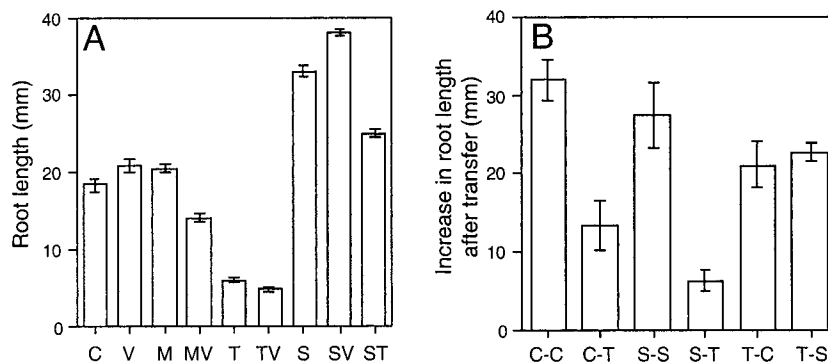 A
Root length (mm)
40
30
20
10
0
C V M MV T TV S SV ST
B
Increase in root length
after transfer (mm)
40
30
20
10
0
C-C C-T S-S S-T T-C T-S